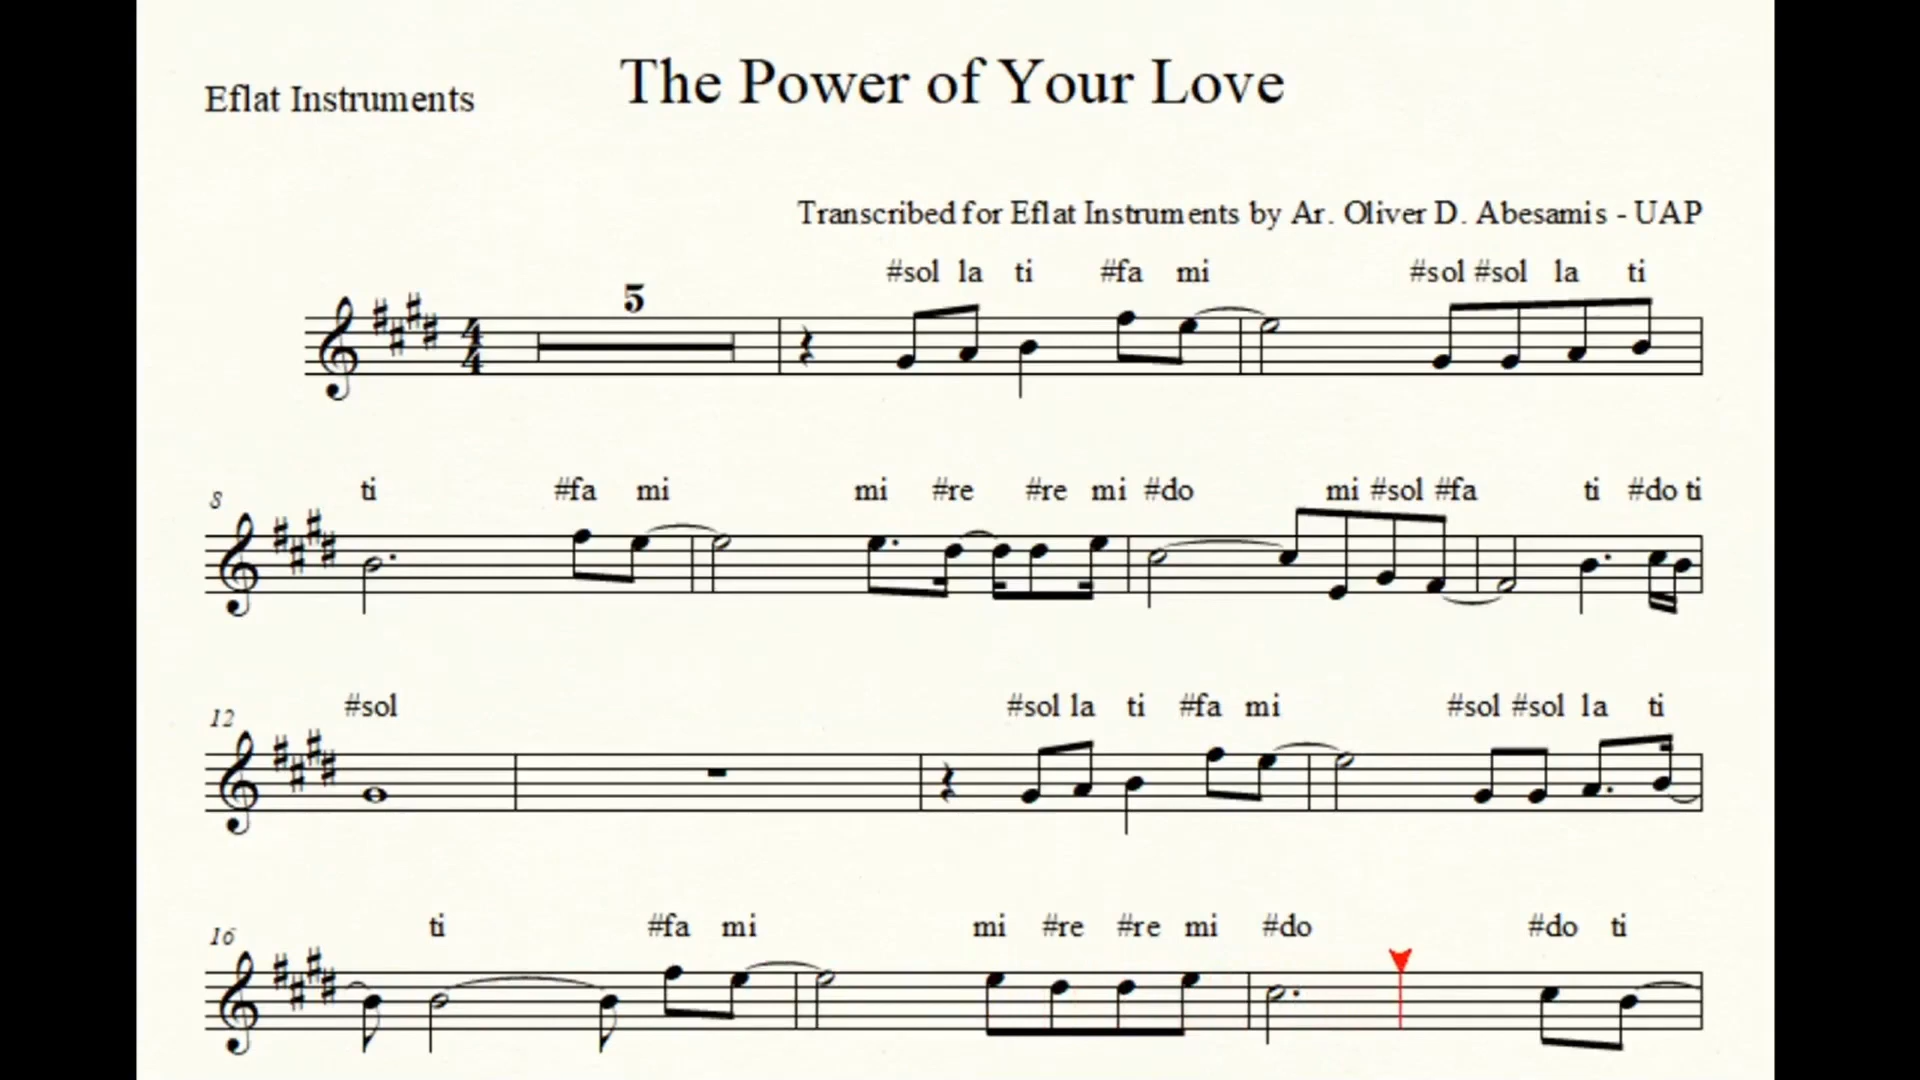 The Power of Your Love
Eflat Instruments
Transcribed for Eflat Instruments by Ar. Oliver D. Abesamis - UAP
#sol la ti #fa mi #sol #sol la ti
5
4
4
ti #fa mi mi #re #re mi #do mi #sol #fa ti #do ti
8
#sol #sol la ti #fa mi #sol #sol la ti
12
ti #fa mi mi #re #re mi #do #do ti
16